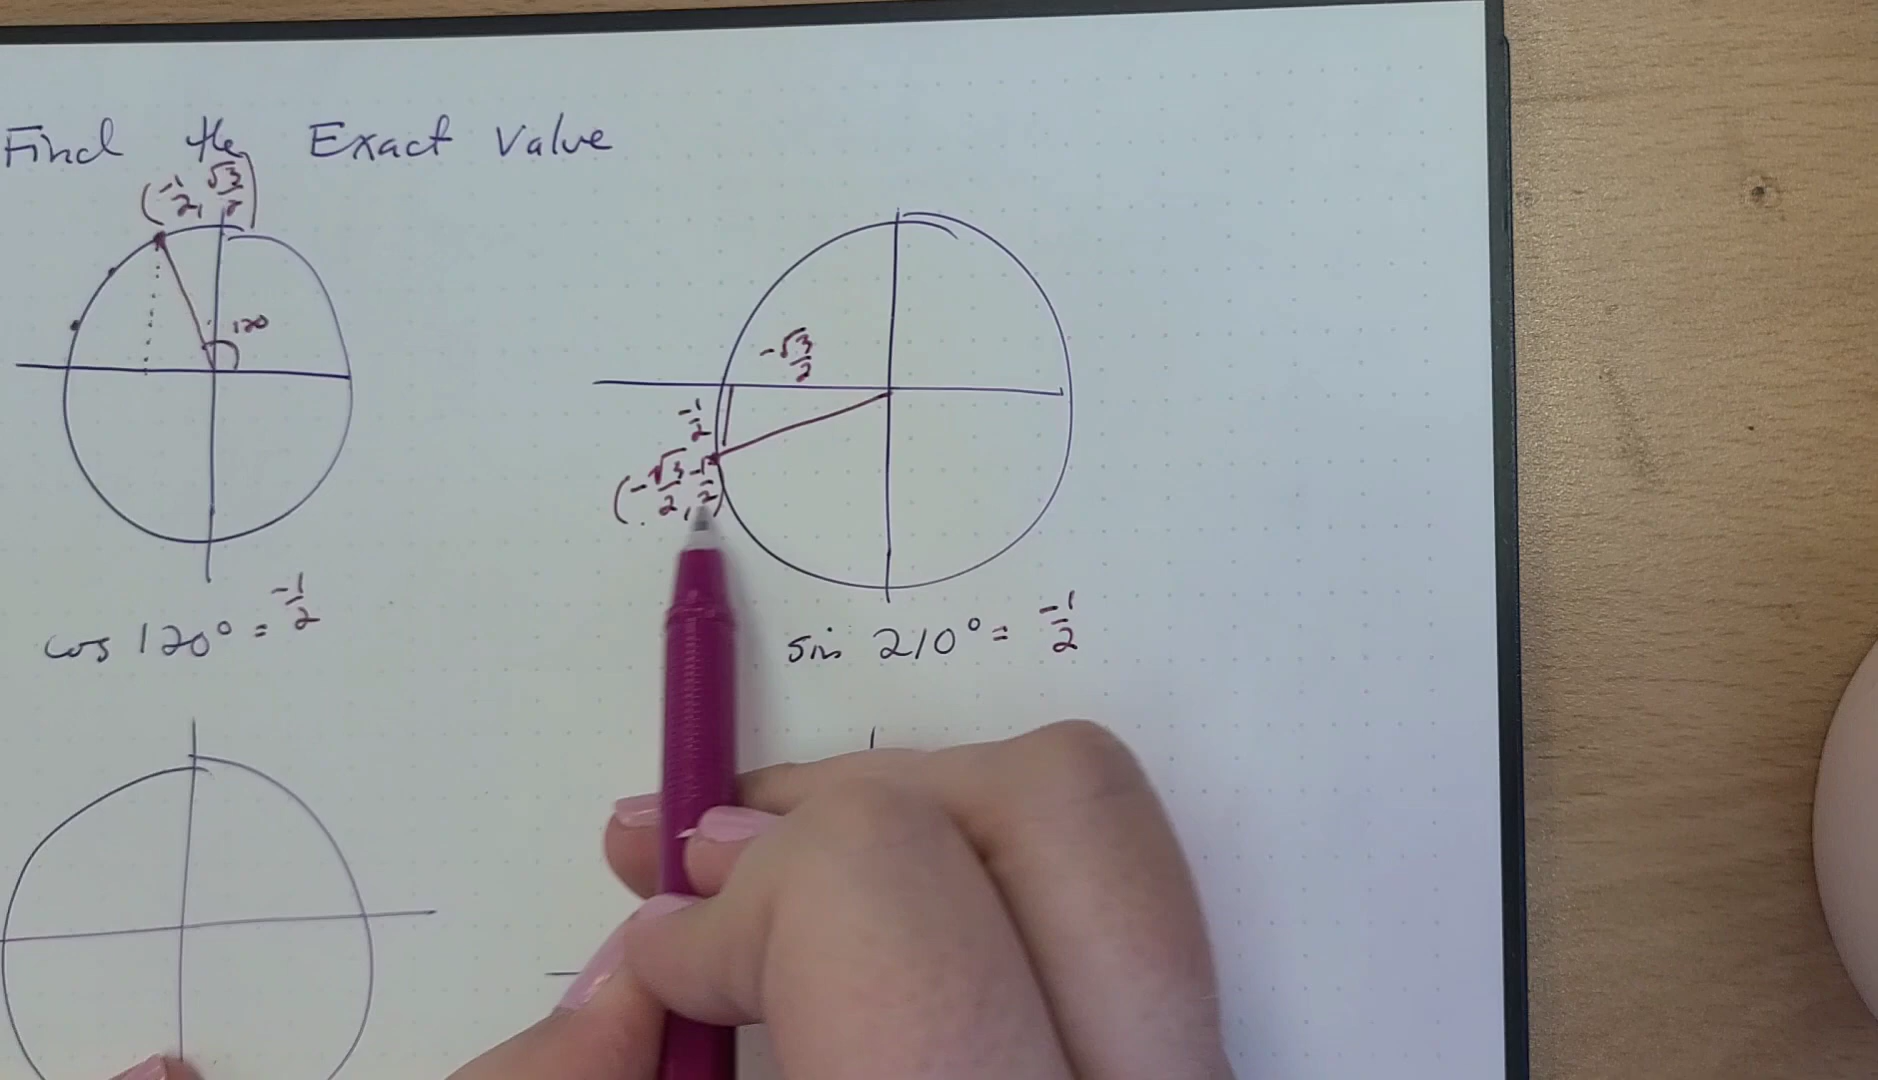 Find the Exact Value
(-1/2, √3/2)
120
cos 120° = -1/2
-√3/2
-1/2
(-√3/2, -1/2)
sin 210° = -1/2